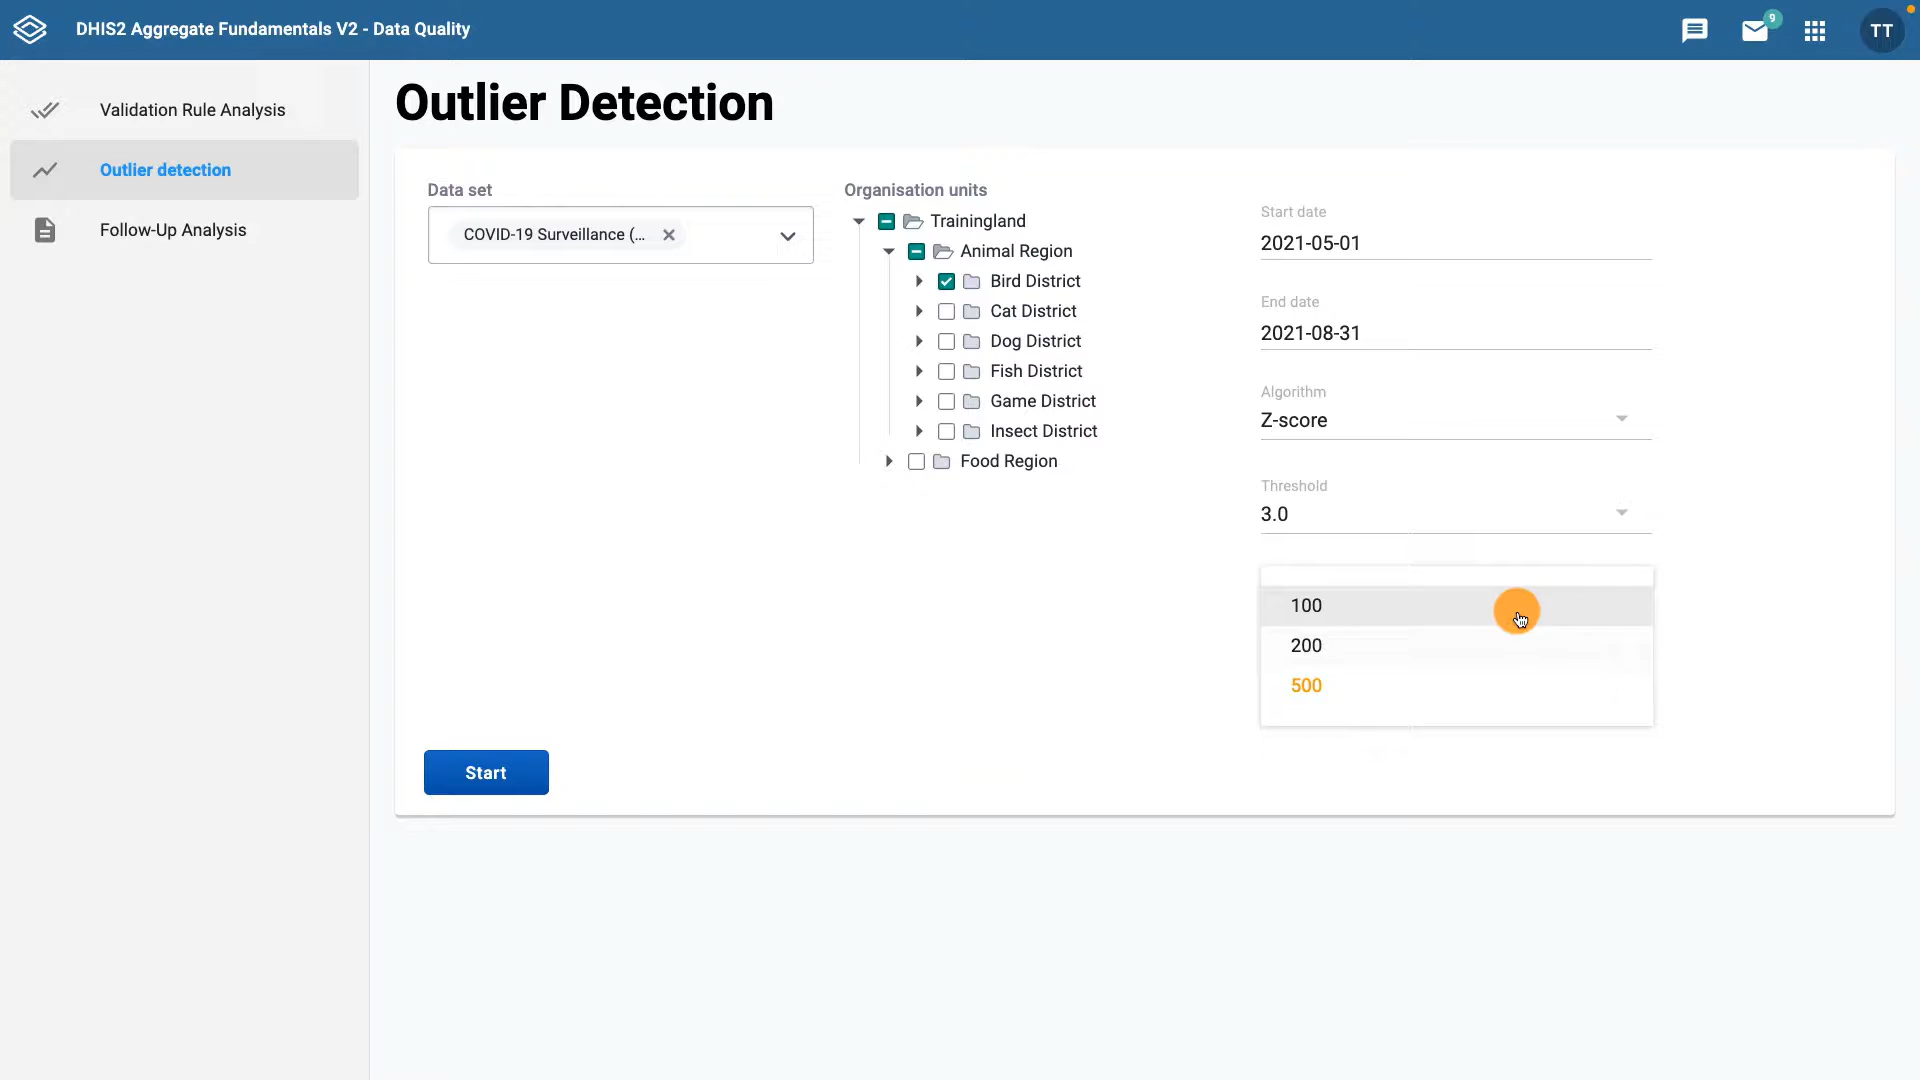 DHIS2 Aggregate Fundamentals V2 - Data Quality
9
TT
Validation Rule Analysis
Outlier detection
Follow-Up Analysis
Outlier Detection
Data set
COVID-19 Surveillance (...
Organisation units
Trainingland
Animal Region
Bird District
Cat District
Dog District
Fish District
Game District
Insect District
Food Region
Start date
2021-05-01
End date
2021-08-31
Algorithm
Z-score
Threshold
3.0
100
200
500
Start